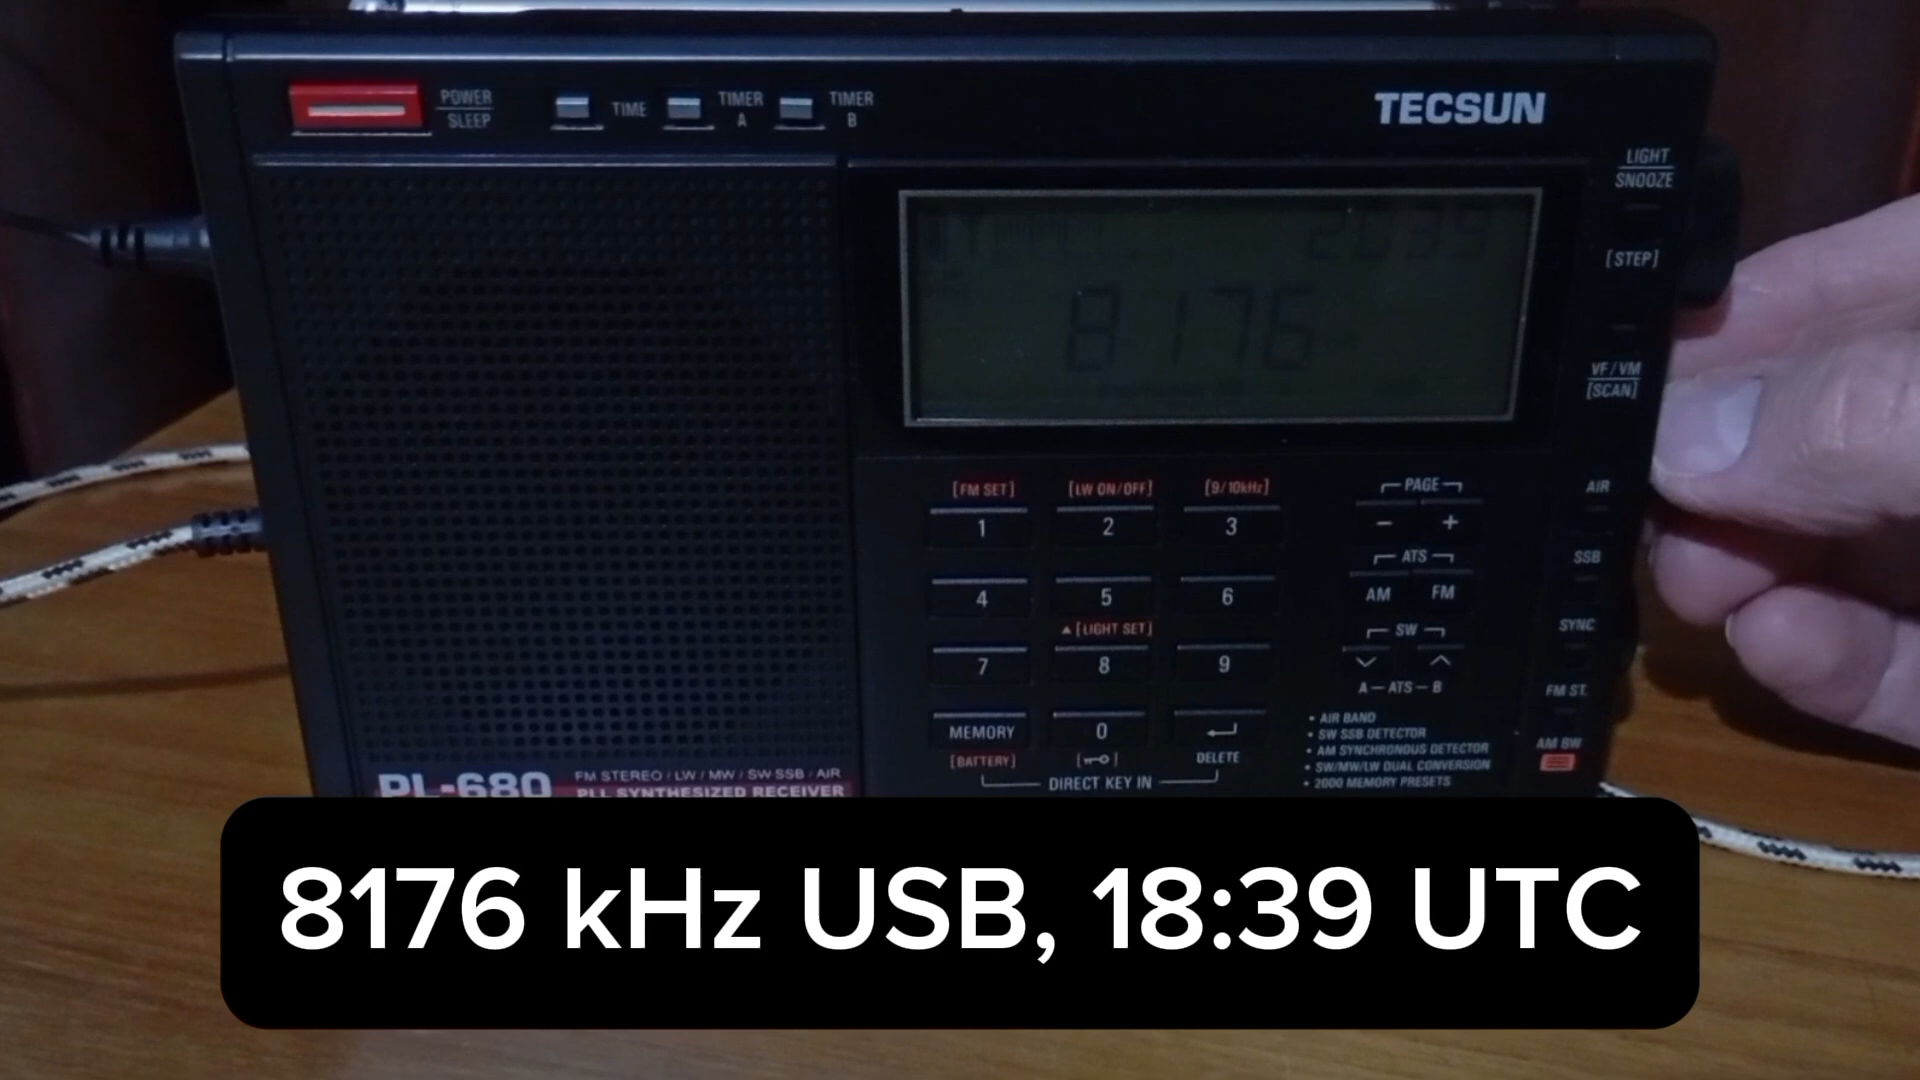 POWER
SLEEP
TIME
TIMER
A
TIMER
B
TECSUN
LIGHT
SNOOZE
2039
[STEP]
8176
VF/VM
[SCAN]
[FM SET]
[LW ON/OFF]
[9/10kHz]
PAGE
AIR
1
2
3
-
+
ATS
SSB
4
5
6
AM
FM
▲[LIGHT SET]
SW
SYNC
7
8
9
A-ATS-B
FM ST.
MEMORY
0
[BATTERY]
DELETE
DIRECT KEY IN
• AIR BAND
• SW SSB DETECTOR
• AM SYNCHRONOUS DETECTOR
• SW/MW/LW DUAL CONVERSION
• 2000 MEMORY PRESETS
AM BW
PL-680
FM STEREO / LW / MW / SW SSB / AIR
PLL SYNTHESIZED RECEIVER
8176 kHz USB, 18:39 UTC